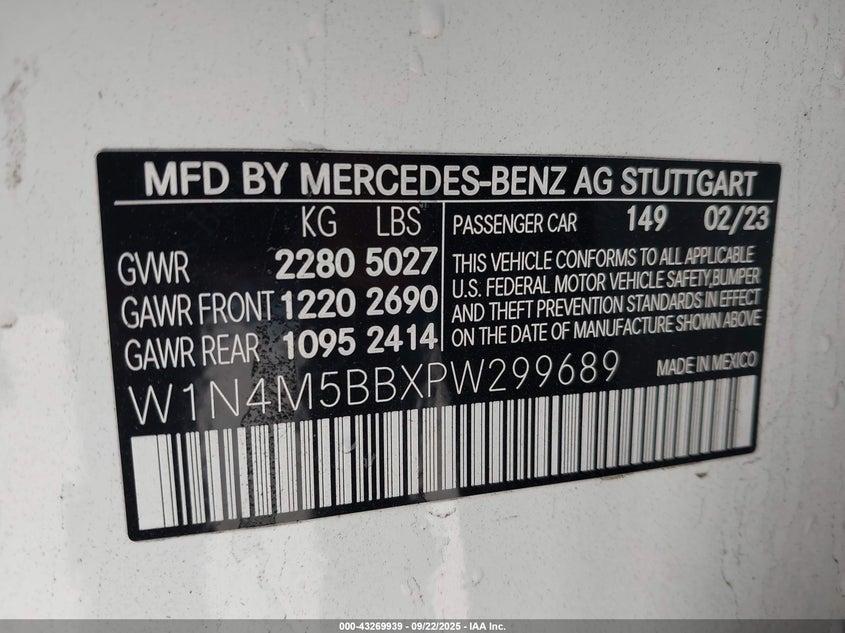 MFD BY MERCEDES-BENZ AG STUTTGART
KG LBS
GVWR 2280 5027
GAWR FRONT 1220 2690
GAWR REAR 1095 2414
PASSENGER CAR 149 02/23
THIS VEHICLE CONFORMS TO ALL APPLICABLE
U.S. FEDERAL MOTOR VEHICLE SAFETY,BUMPER
AND THEFT PREVENTION STANDARDS IN EFFECT
ON THE DATE OF MANUFACTURE SHOWN ABOVE
W1N4M5BBXPW299689
MADE IN MEXICO
000-43269939 - 09/22/2025 - IAA Inc.